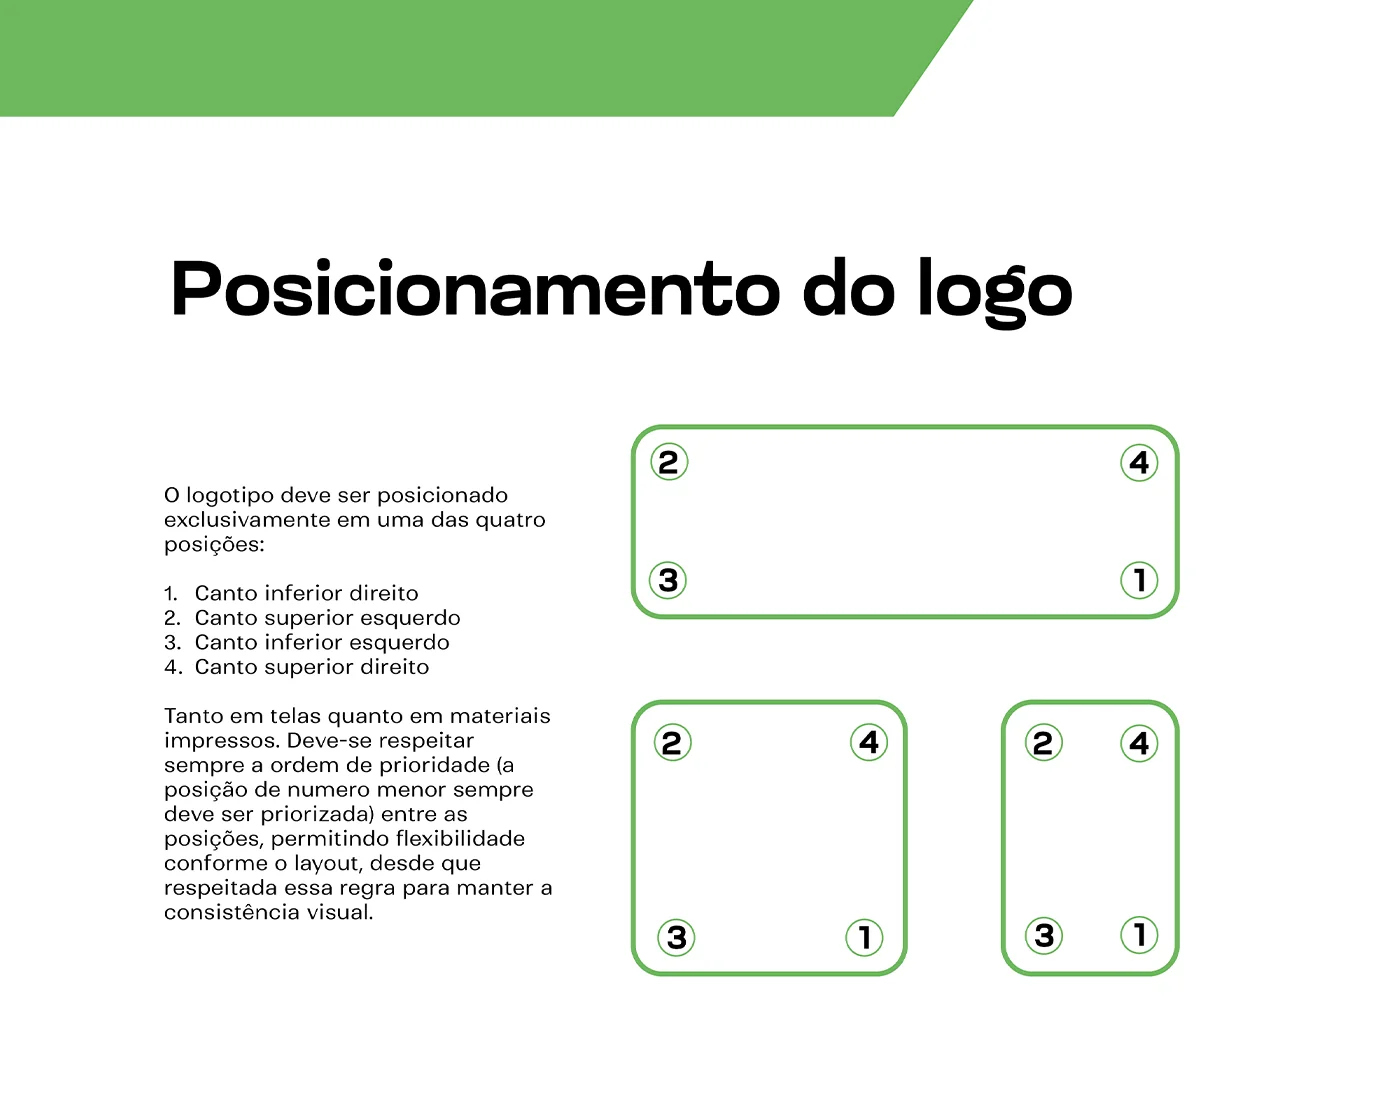 Posicionamento do logo
O logotipo deve ser posicionado
exclusivamente em uma das quatro
posições:
1. Canto inferior direito
2. Canto superior esquerdo
3. Canto inferior esquerdo
4. Canto superior direito
Tanto em telas quanto em materiais
impressos. Deve-se respeitar
sempre a ordem de prioridade (a
posição de numero menor sempre
deve ser priorizada) entre as
posições, permitindo flexibilidade
conforme o layout, desde que
respeitada essa regra para manter a
consistência visual.
2 4
3 1
2 4
3 1
2 4
3 1